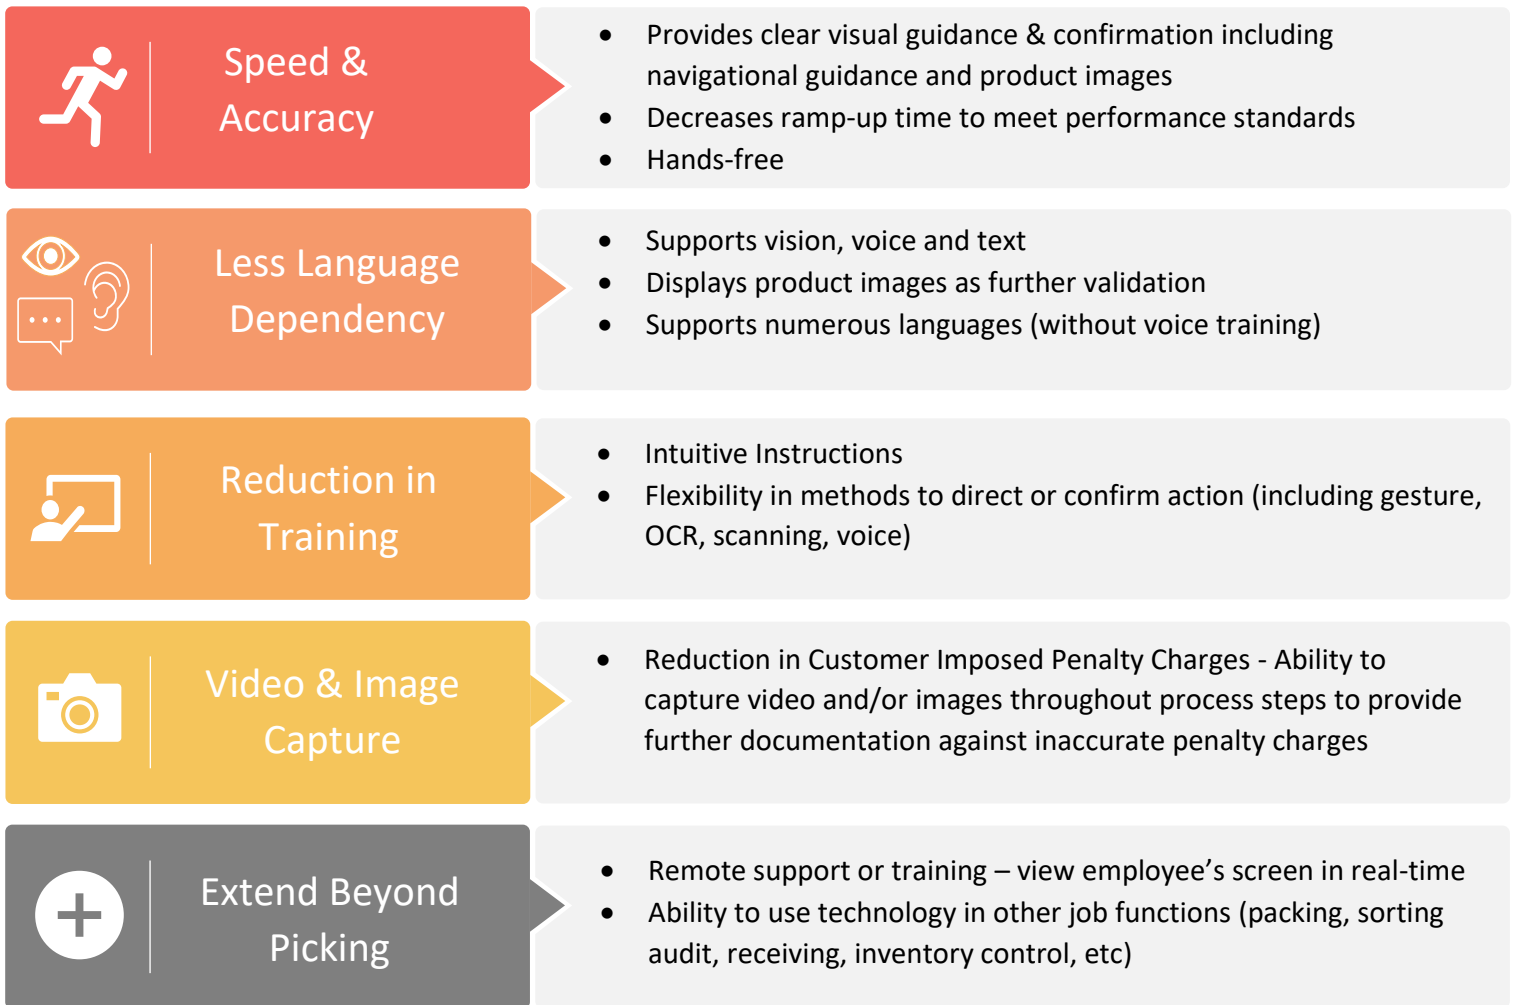 Speed &
Accuracy
• Provides clear visual guidance & confirmation including
navigational guidance and product images
• Decreases ramp-up time to meet performance standards
• Hands-free
Less Language
Dependency
• Supports vision, voice and text
• Displays product images as further validation
• Supports numerous languages (without voice training)
Reduction in
Training
• Intuitive Instructions
• Flexibility in methods to direct or confirm action (including gesture,
OCR, scanning, voice)
Video & Image
Capture
• Reduction in Customer Imposed Penalty Charges - Ability to
capture video and/or images throughout process steps to provide
further documentation against inaccurate penalty charges
Extend Beyond
Picking
• Remote support or training – view employee’s screen in real-time
• Ability to use technology in other job functions (packing, sorting
audit, receiving, inventory control, etc)